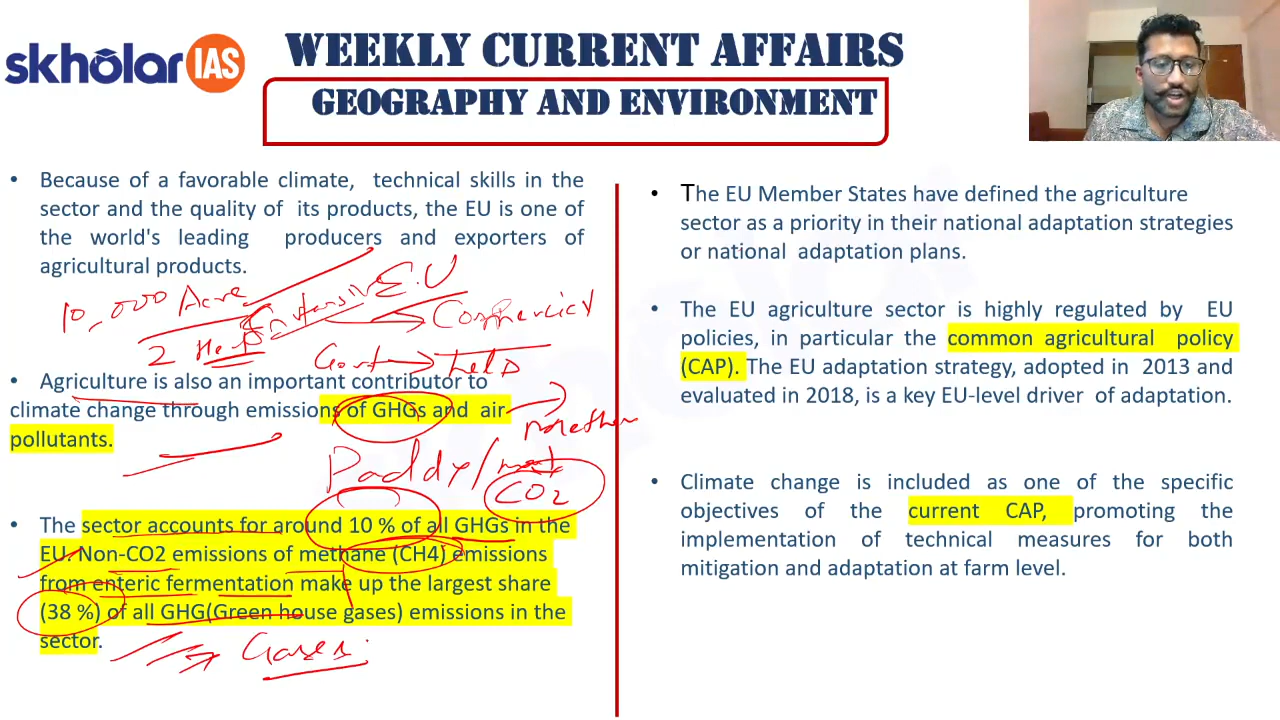 skholar IAS
WEEKLY CURRENT AFFAIRS
GEOGRAPHY AND ENVIRONMENT
• Because of a favorable climate, technical skills in the
sector and the quality of its products, the EU is one of
the world's leading producers and exporters of
agricultural products.
E.U
10,000 Acre
Extensive
Commercial
2 Help
Govt → Help
• Agriculture is also an important contributor to
climate change through emissions of GHGs and air
pollutants.
Paddy/
CO2
• The sector accounts for around 10 % of all GHGs in the
EU. Non-CO2 emissions of methane (CH4) emissions
from enteric fermentation make up the largest share
(38 %) of all GHG(Green house gases) emissions in the
sector.
Gases
• The EU Member States have defined the agriculture
sector as a priority in their national adaptation strategies
or national adaptation plans.
• The EU agriculture sector is highly regulated by EU
policies, in particular the common agricultural policy
(CAP). The EU adaptation strategy, adopted in 2013 and
evaluated in 2018, is a key EU-level driver of adaptation.
• Climate change is included as one of the specific
objectives of the current CAP, promoting the
implementation of technical measures for both
mitigation and adaptation at farm level.